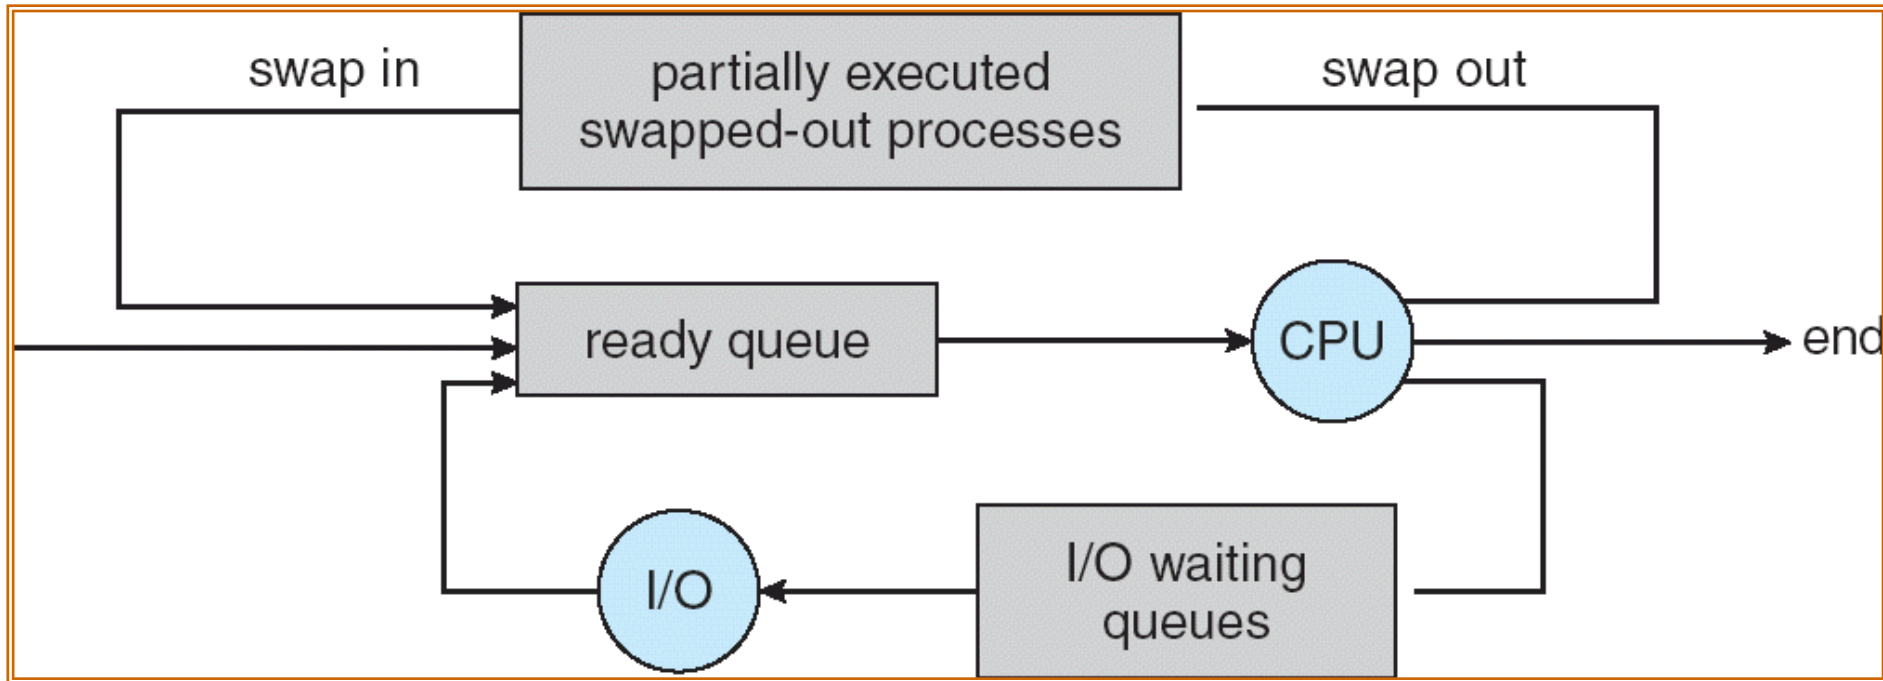 swap in
partially executed
swapped-out processes
swap out
ready queue
CPU
end
I/O
I/O waiting
queues